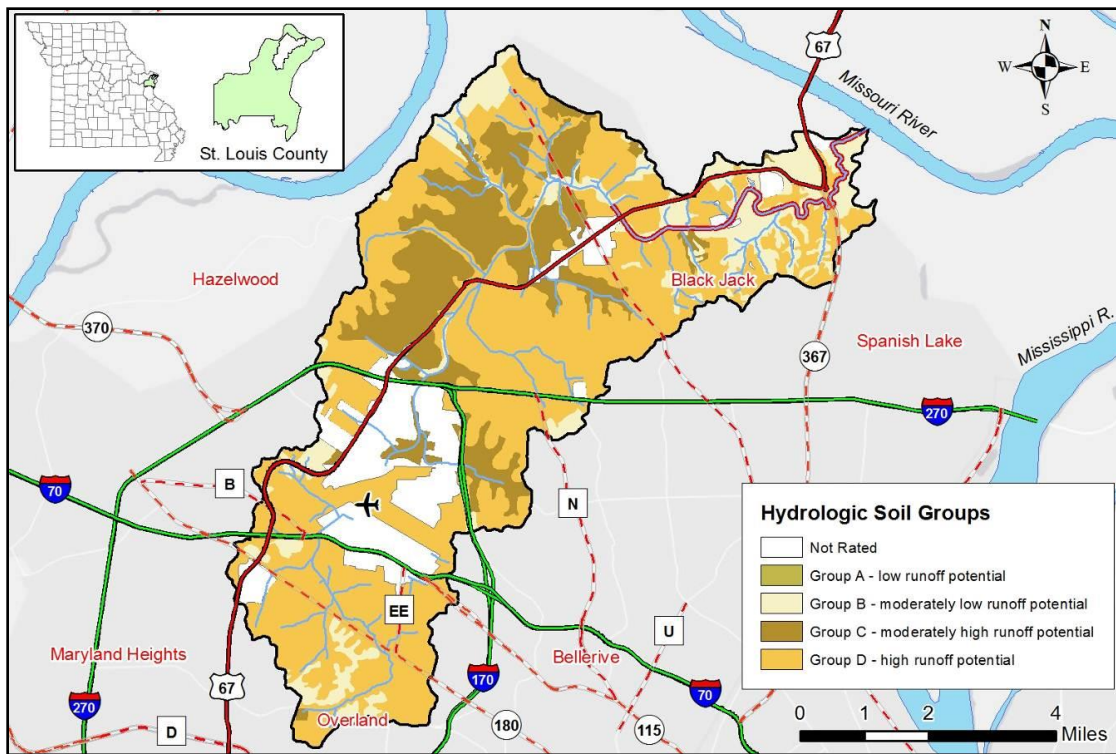 St. Louis County
67
Missouri River
N
W
E
S
Hazelwood
370
Black Jack
367
Spanish Lake
Mississippi R.
270
70
B
N
EE
U
Maryland Heights
67
Bellerive
170
70
270
Overland
D
180
115
Hydrologic Soil Groups
Not Rated
Group A - low runoff potential
Group B - moderately low runoff potential
Group C - moderately high runoff potential
Group D - high runoff potential
0 1 2 4
Miles